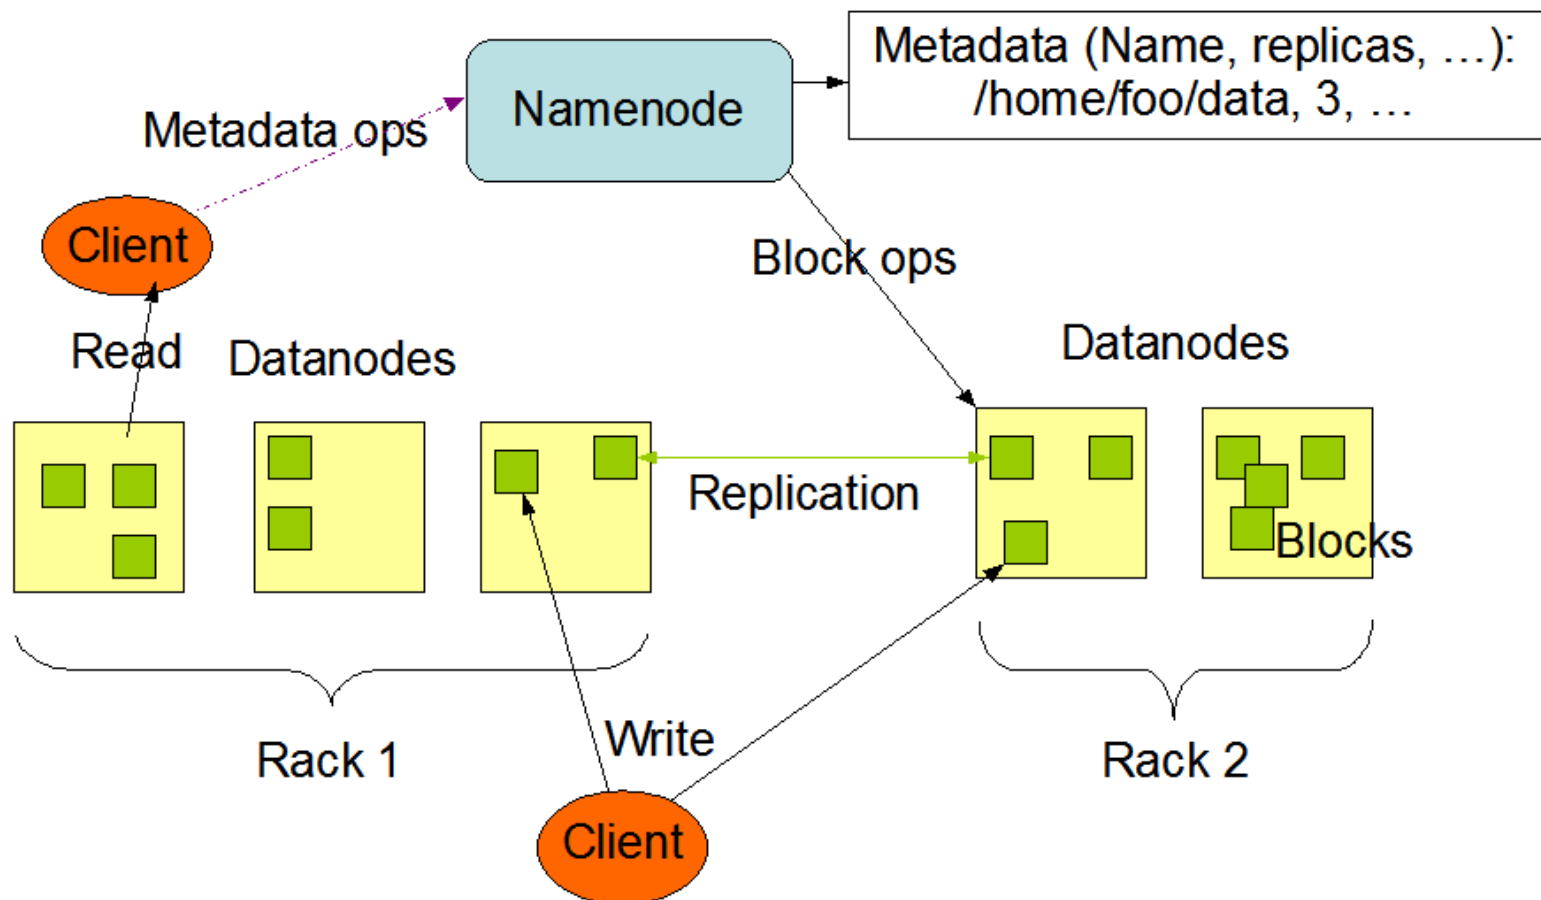 Metadata (Name, replicas, …):
/home/foo/data, 3, …
Namenode
Metadata ops
Client
Block ops
Read
Datanodes
Datanodes
Replication
Blocks
Rack 1
Write
Rack 2
Client